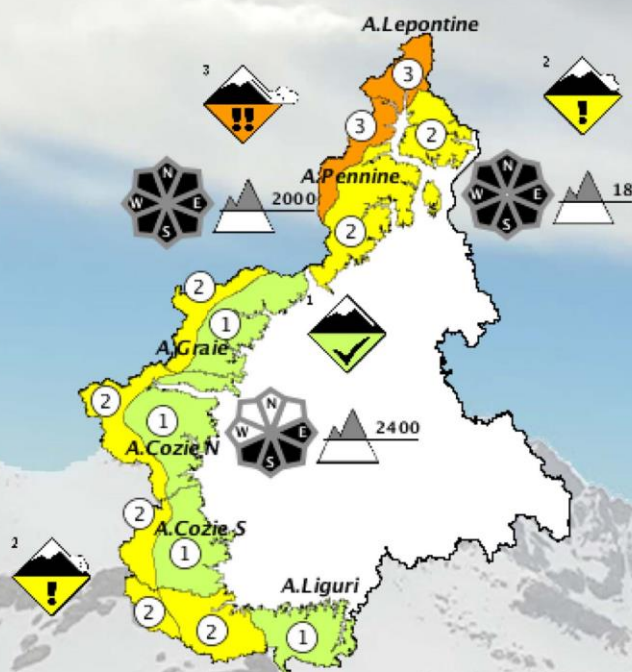 A.Lepontine
3
3
2
3
2
A.Pennine
N
W E
S
2000
N
W E
S
18
2
2
1
1
A.Graie
2
1
N
W E
S
2400
A.Cozie N
2
A.Cozie S
1
2
A.Liguri
2
2
1